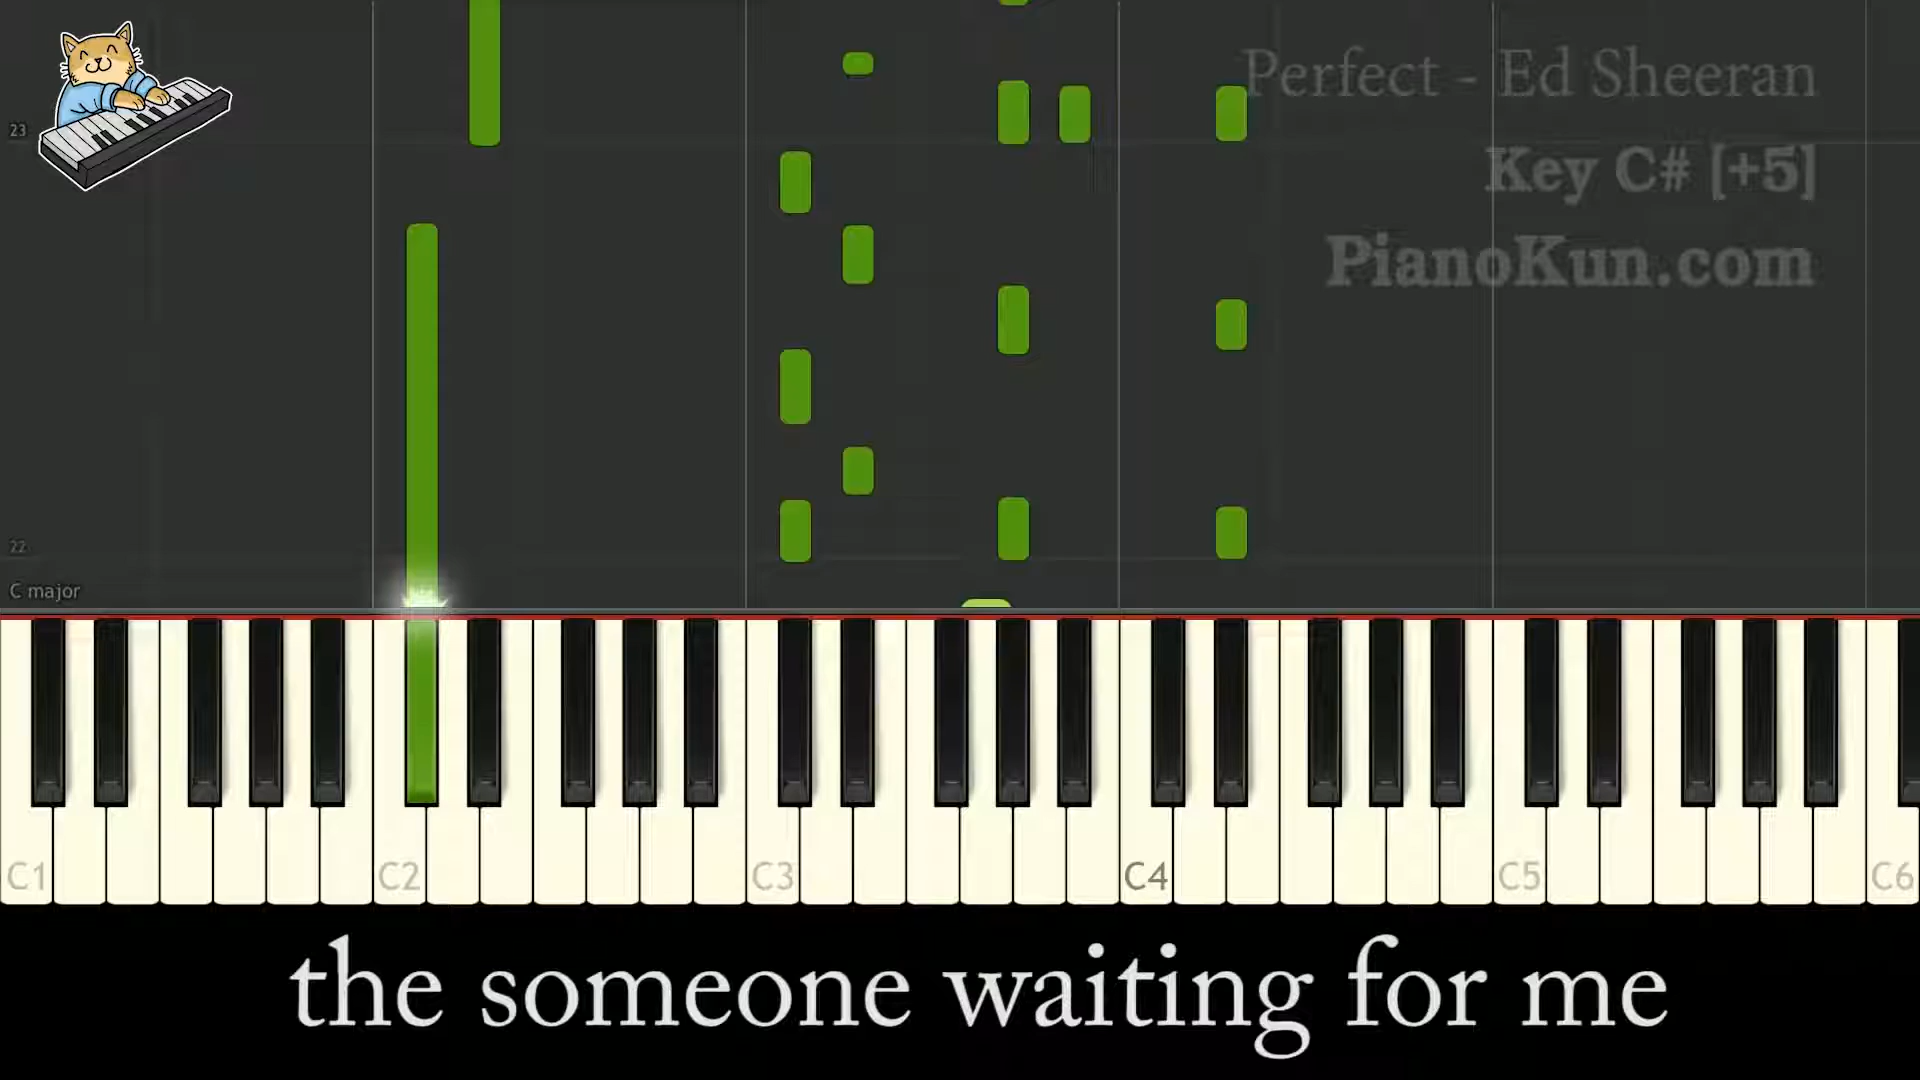 Perfect - Ed Sheeran
23
Key C# [+5]
PianoKun.com
22
C major
C1 C2 C3 C4 C5 C6
the someone waiting for me